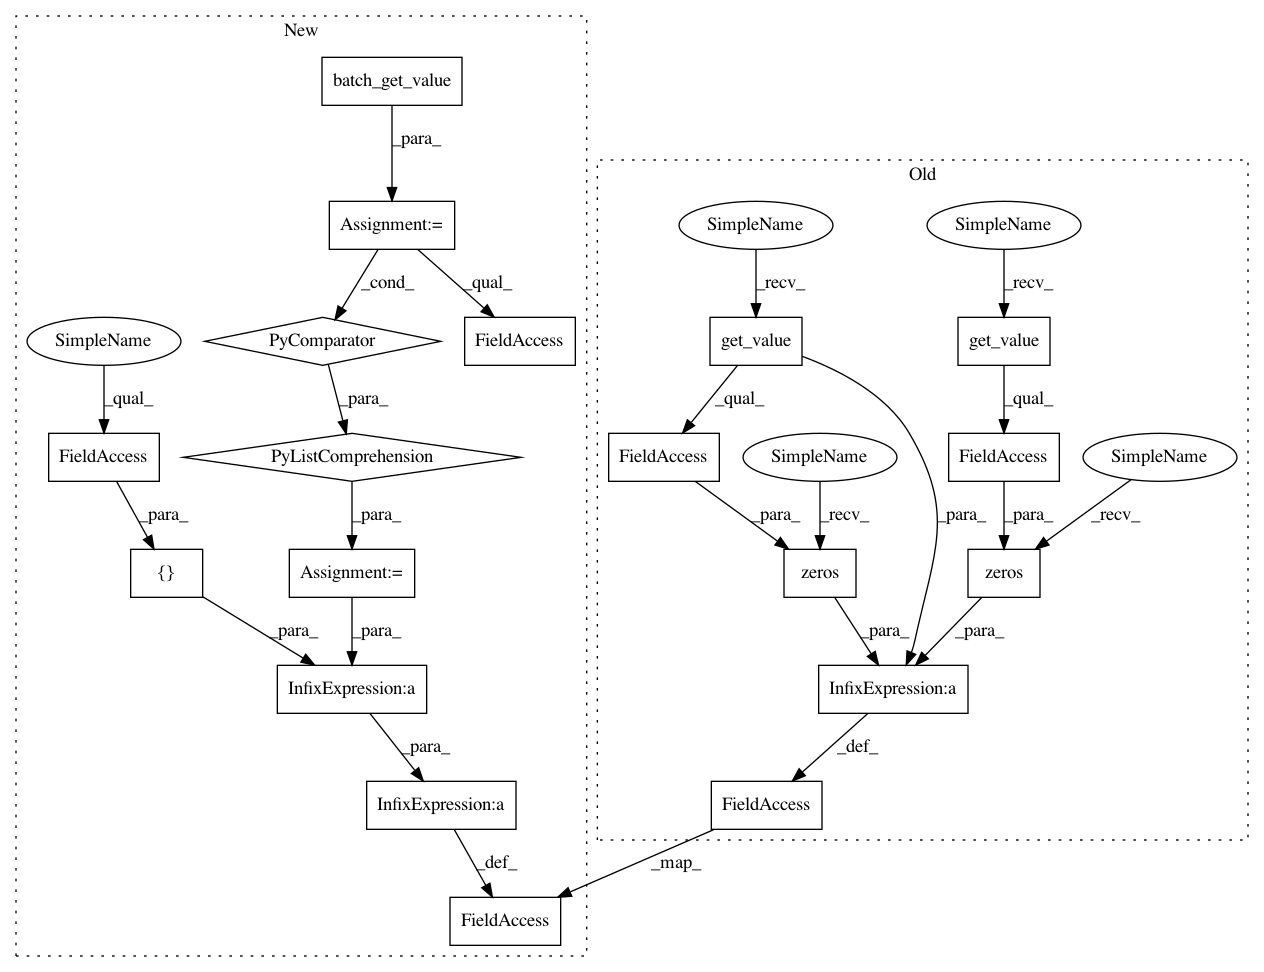 New
batch_get_value
_para_
Old
Assignment:=
SimpleName
SimpleName
_cond_
_qual_
_recv_
_recv_
SimpleName
PyComparator
FieldAccess
get_value
get_value
_qual_
_para_
_qual_
_qual_
FieldAccess
PyListComprehension
FieldAccess
SimpleName
FieldAccess
SimpleName
_para_
_para_
_para_
_recv_
_para_
_para_
_recv_
{}
Assignment:=
zeros
zeros
_para_
_para_
_para_
_para_
InfixExpression:a
InfixExpression:a
_para_
_def_
InfixExpression:a
FieldAccess
_def_
_map_
FieldAccess